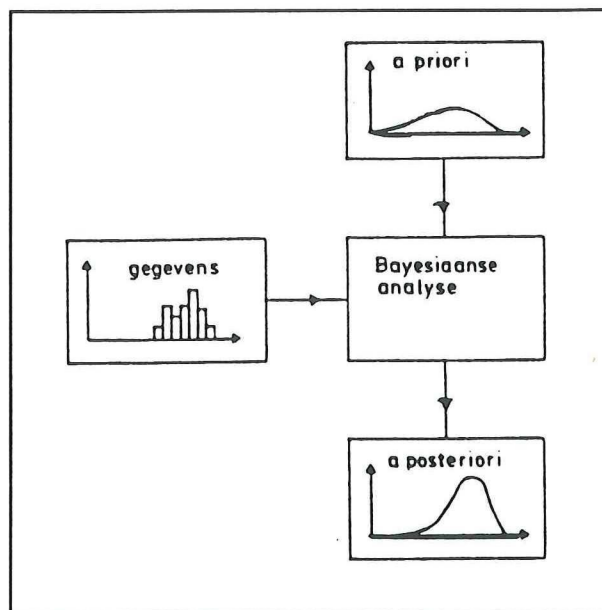 a priori
gegevens
Bayesiaanse
analyse
a posteriori